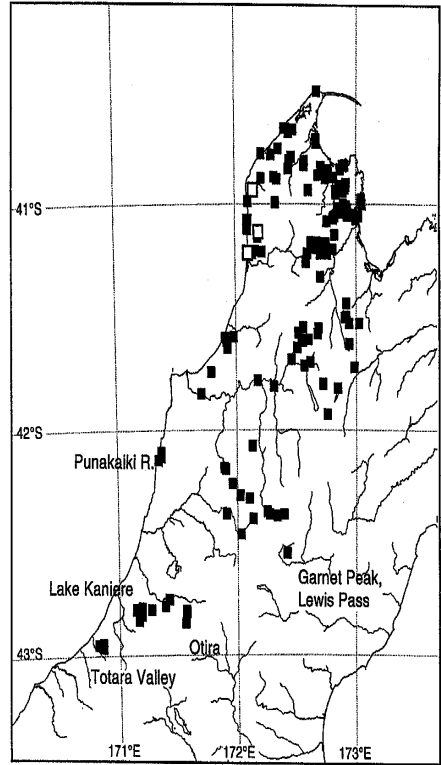 41°S
42°S
Punakaiki R.
Garnet Peak,
Lewis Pass
Lake Kaniere
Otira
43°S
Totara Valley
171°E
172°E
173°E